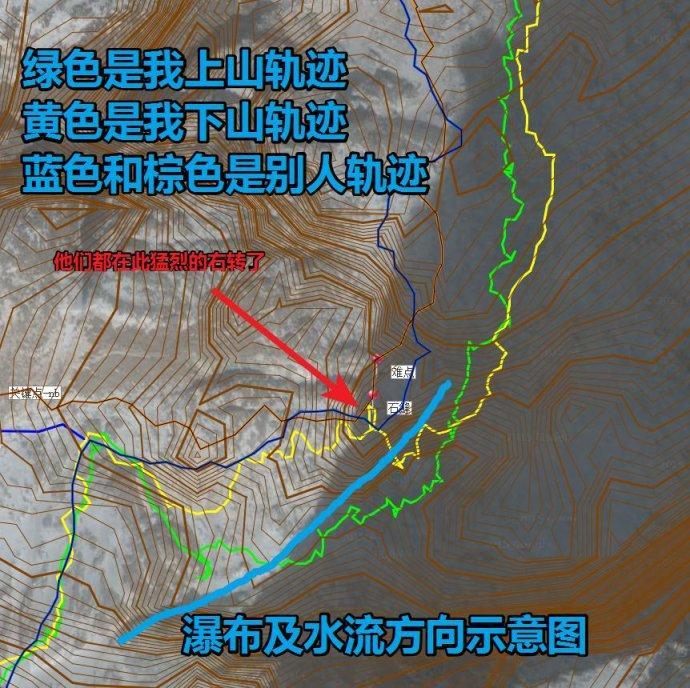 绿色是我上山轨迹
黄色是我下山轨迹
蓝色和棕色是别人轨迹
他们都在此猛烈的右转了
难点
瀑布及水流方向示意图